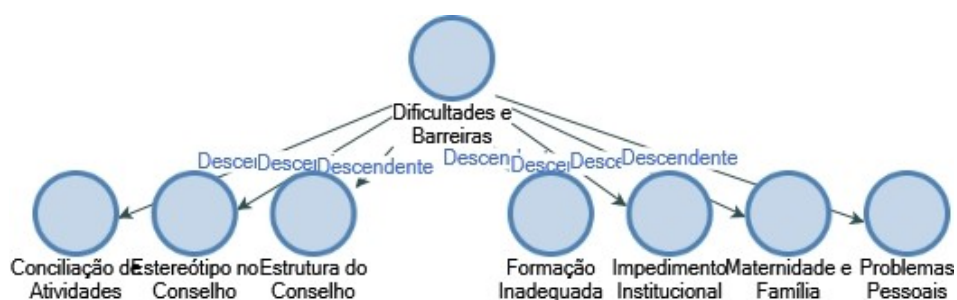 Dificultades e
Barreiras
Descendente
Descendente
Conciliação de
Atividades
Estereótipo no
Conselho
Estrutura do
Conselho
Formação
Inadequada
Impedimento
Institucional
Maternidade e
Família
Problemas
Pessoais